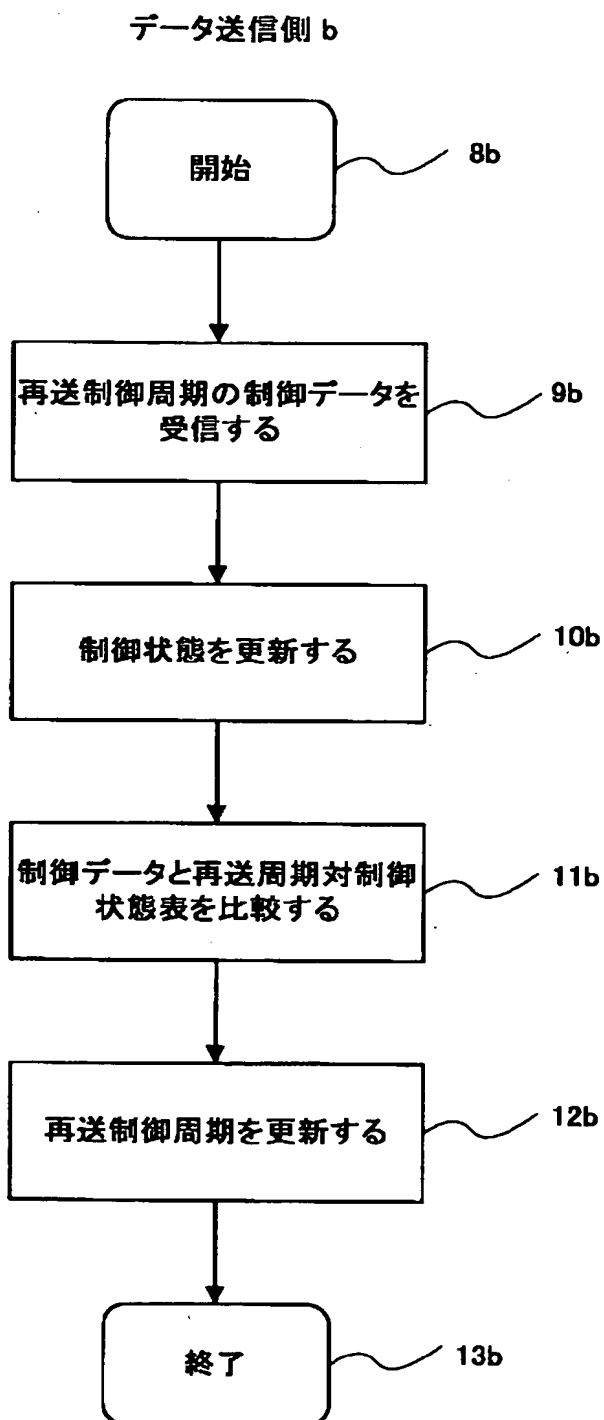 データ送信側 b
開始
8b
再送制御周期の制御データを
受信する
9b
制御状態を更新する
10b
制御データと再送周期対制御
状態表を比較する
11b
再送制御周期を更新する
12b
終了
13b